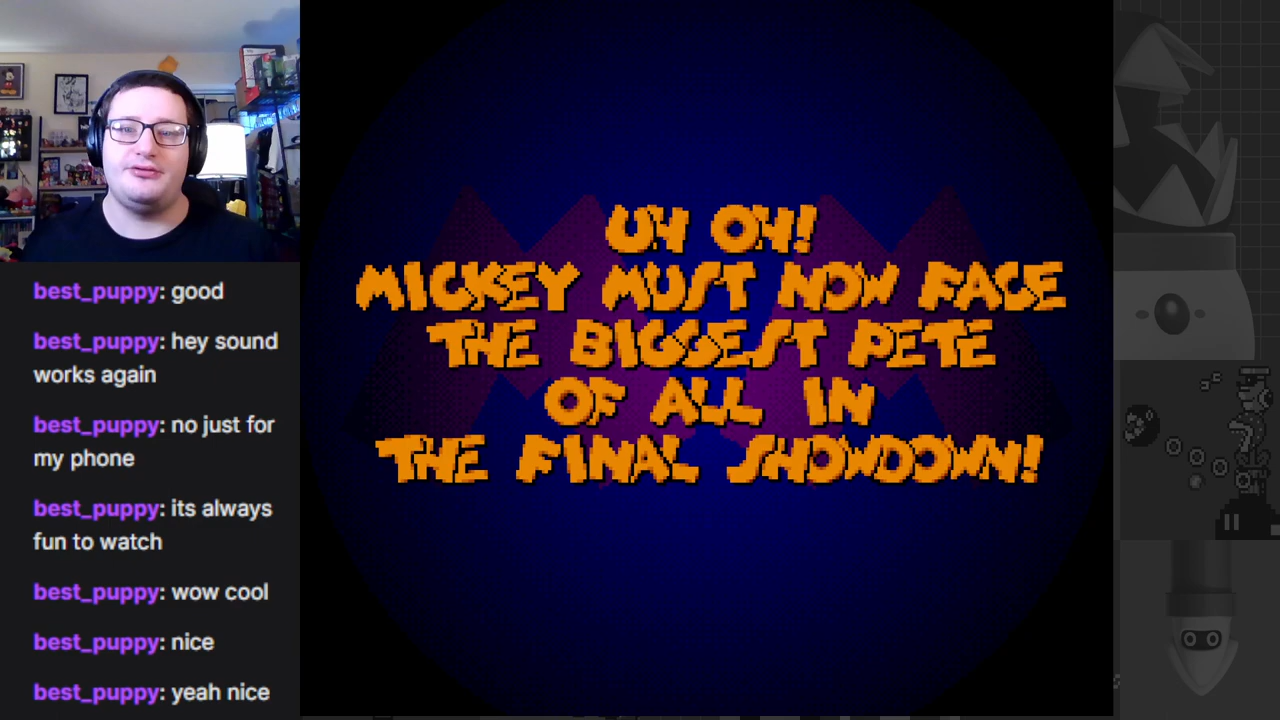 best_puppy: good
best_puppy: hey sound
works again
best_puppy: no just for
my phone
best_puppy: its always
fun to watch
best_puppy: wow cool
best_puppy: nice
best_puppy: yeah nice
UH OH!
MICKEY MUST NOW FACE
THE BIGGEST PETE
OF ALL IN
THE FINAL SHOWDOWN!